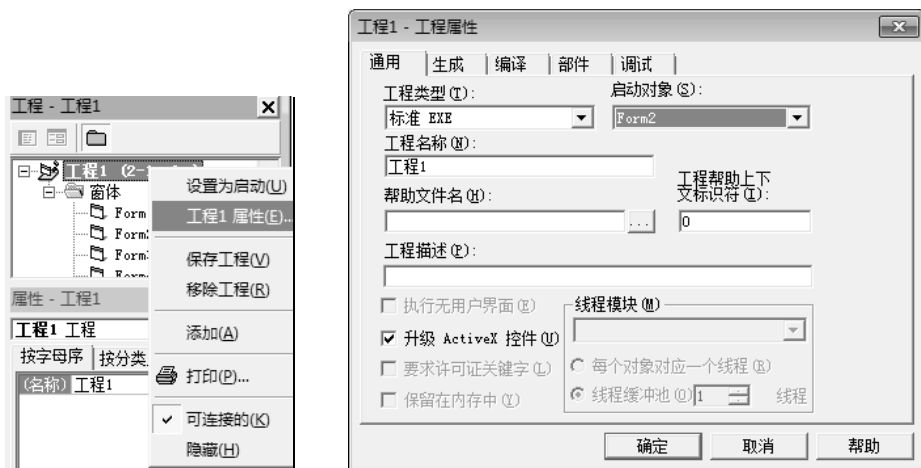 工程 - 工程1
工程1 (2-1
窗体
Form
Form2
Form3
Form
设置为启动(U)
工程1 属性(E)...
保存工程(V)
移除工程(R)
添加(A)
打印(P)...
可连接的(K)
隐藏(H)
属性 - 工程1
工程1 工程
按字母序 按分类
(名称) 工程1
工程1 - 工程属性
通用 生成 编译 部件 调试
工程类型(T): 启动对象(S):
标准 EXE Form2
工程名称(N):
工程1
帮助文件名(H): 工程帮助上下
文标识符(I):
... 0
工程描述(P):
执行无用户界面(E) 线程模块(M)
升级 ActiveX 控件(U)
要求许可证关键字(L) 每个对象对应一个线程(R)
保留在内存中(Y) 线程缓冲池(O) 1 线程
确定 取消 帮助